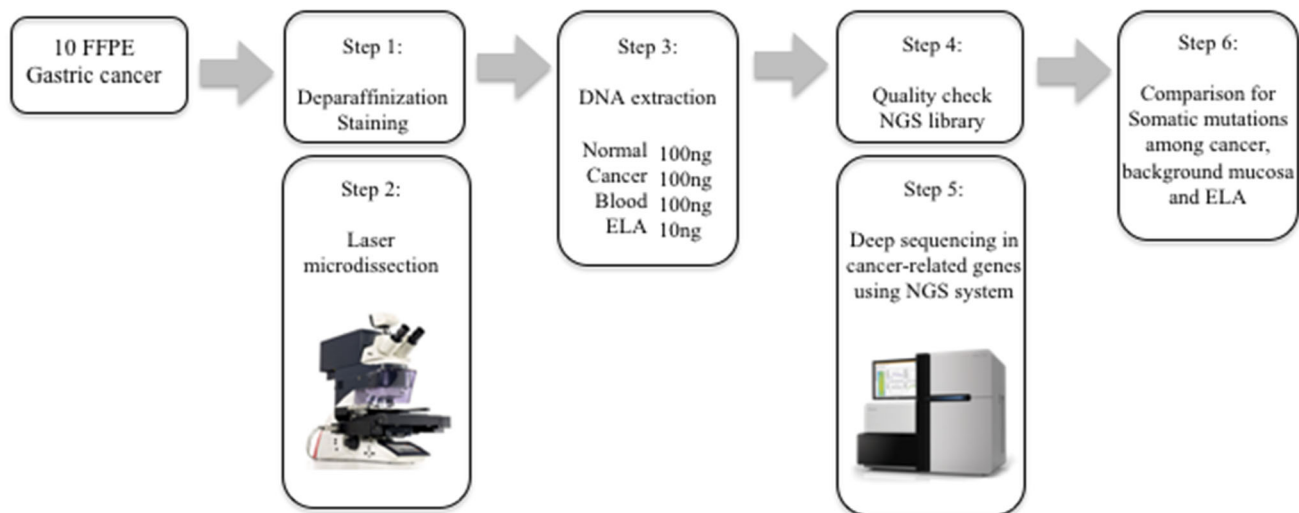 10 FFPE
Gastric cancer
Step 1:
Deparaffinization
Staining
Step 2:
Laser
microdissection
Step 3:
DNA extraction
Normal 100ng
Cancer 100ng
Blood 100ng
ELA 10ng
Step 4:
Quality check
NGS library
Step 5:
Deep sequencing in
cancer-related genes
using NGS system
Step 6:
Comparison for
Somatic mutations
among cancer,
background mucosa
and ELA